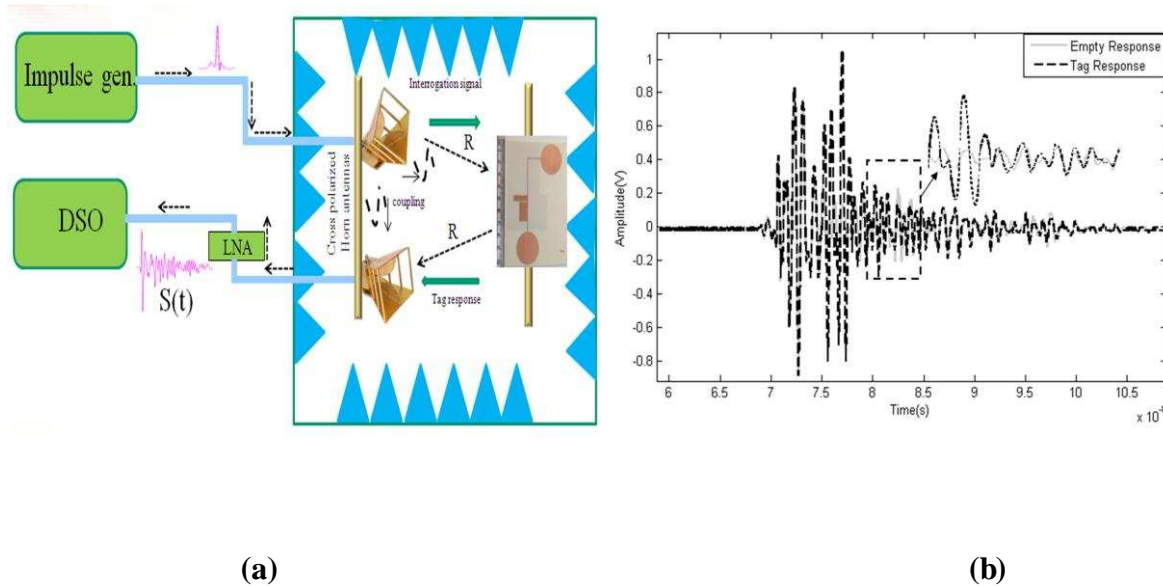 Impulse gen.
DSO
LNA
S(t)
Cross polarized
Horn antennas
Interrogation signal
R
coupling
R
Tag response
Empty Response
Tag Response
Amplitude(V)
1
0.8
0.6
0.4
0.2
0
-0.2
-0.4
-0.6
-0.8
6
6.5
7
7.5
8
8.5
9
9.5
10
10.5
Time(s)
(a)
(b)